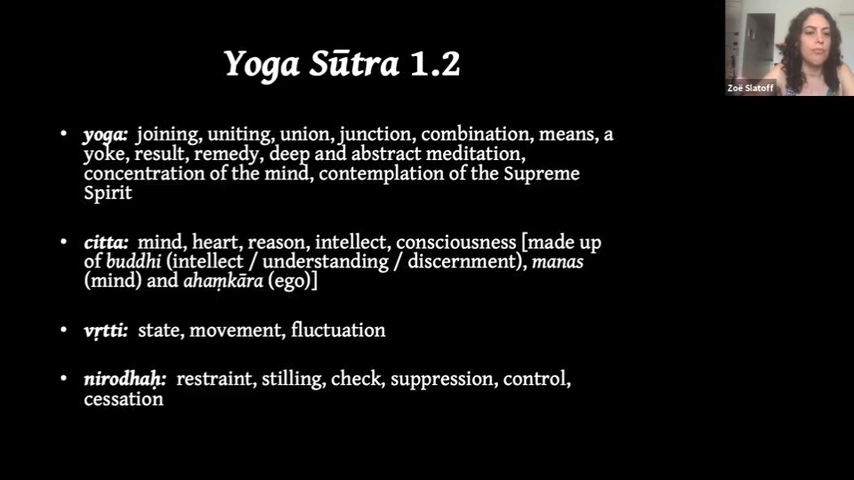 Yoga Sūtra 1.2
Zoë Slatoff
• yoga: joining, uniting, union, junction, combination, means, a
yoke, result, remedy, deep and abstract meditation,
concentration of the mind, contemplation of the Supreme
Spirit
• citta: mind, heart, reason, intellect, consciousness [made up
of buddhi (intellect / understanding / discernment), manas
(mind) and ahaṃkāra (ego)]
• vṛtti: state, movement, fluctuation
• nirodhaḥ: restraint, stilling, check, suppression, control,
cessation